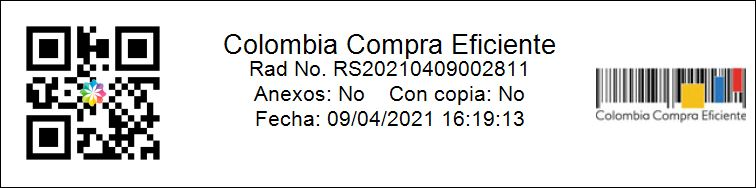 Colombia Compra Eficiente
Rad No. RS20210409002811
Anexos: No    Con copia: No
Fecha: 09/04/2021 16:19:13
Colombia Compra Eficiente